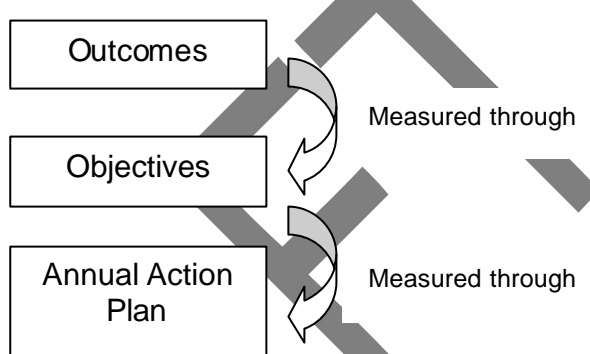 Outcomes
Measured through
Objectives
Annual Action
Plan
Measured through